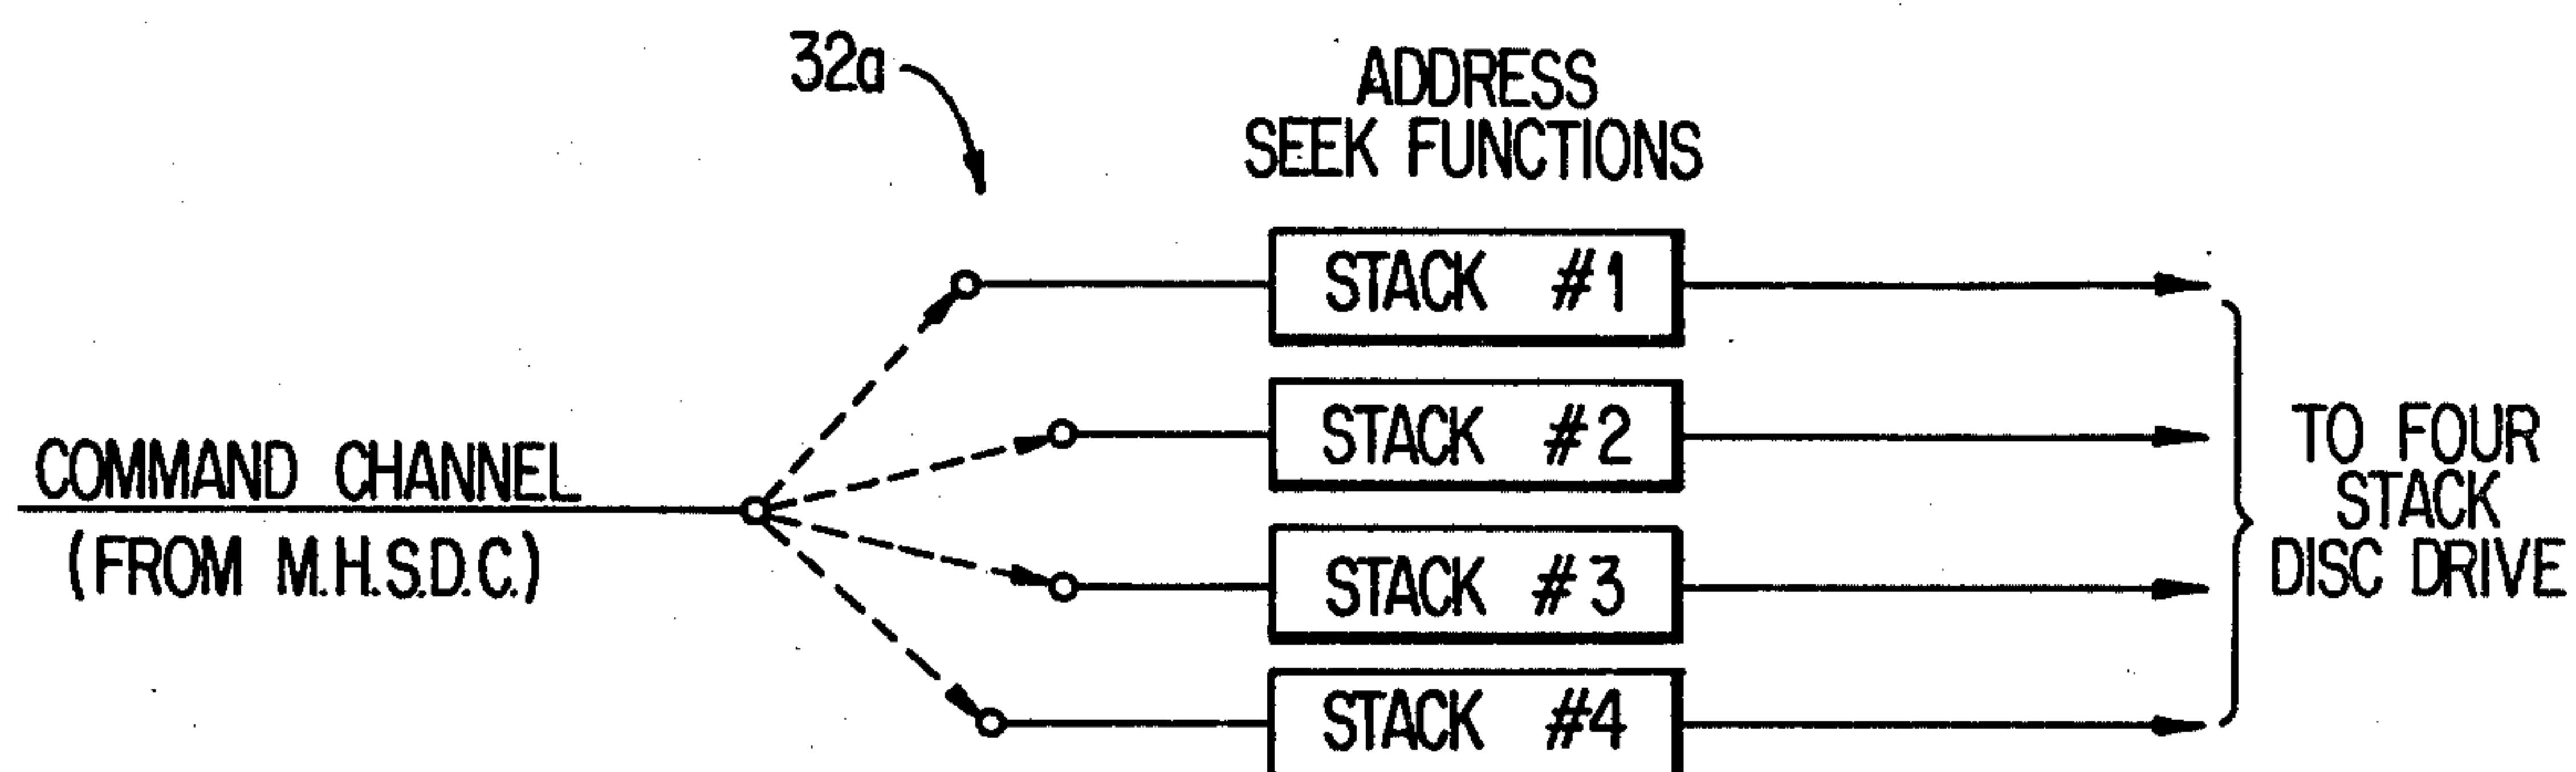 32a
ADDRESS
SEEK FUNCTIONS
STACK #1
STACK #2
COMMAND CHANNEL
(FROM M.H.S.D.C.)
STACK #3
STACK #4
TO FOUR
STACK
DISC DRIVE